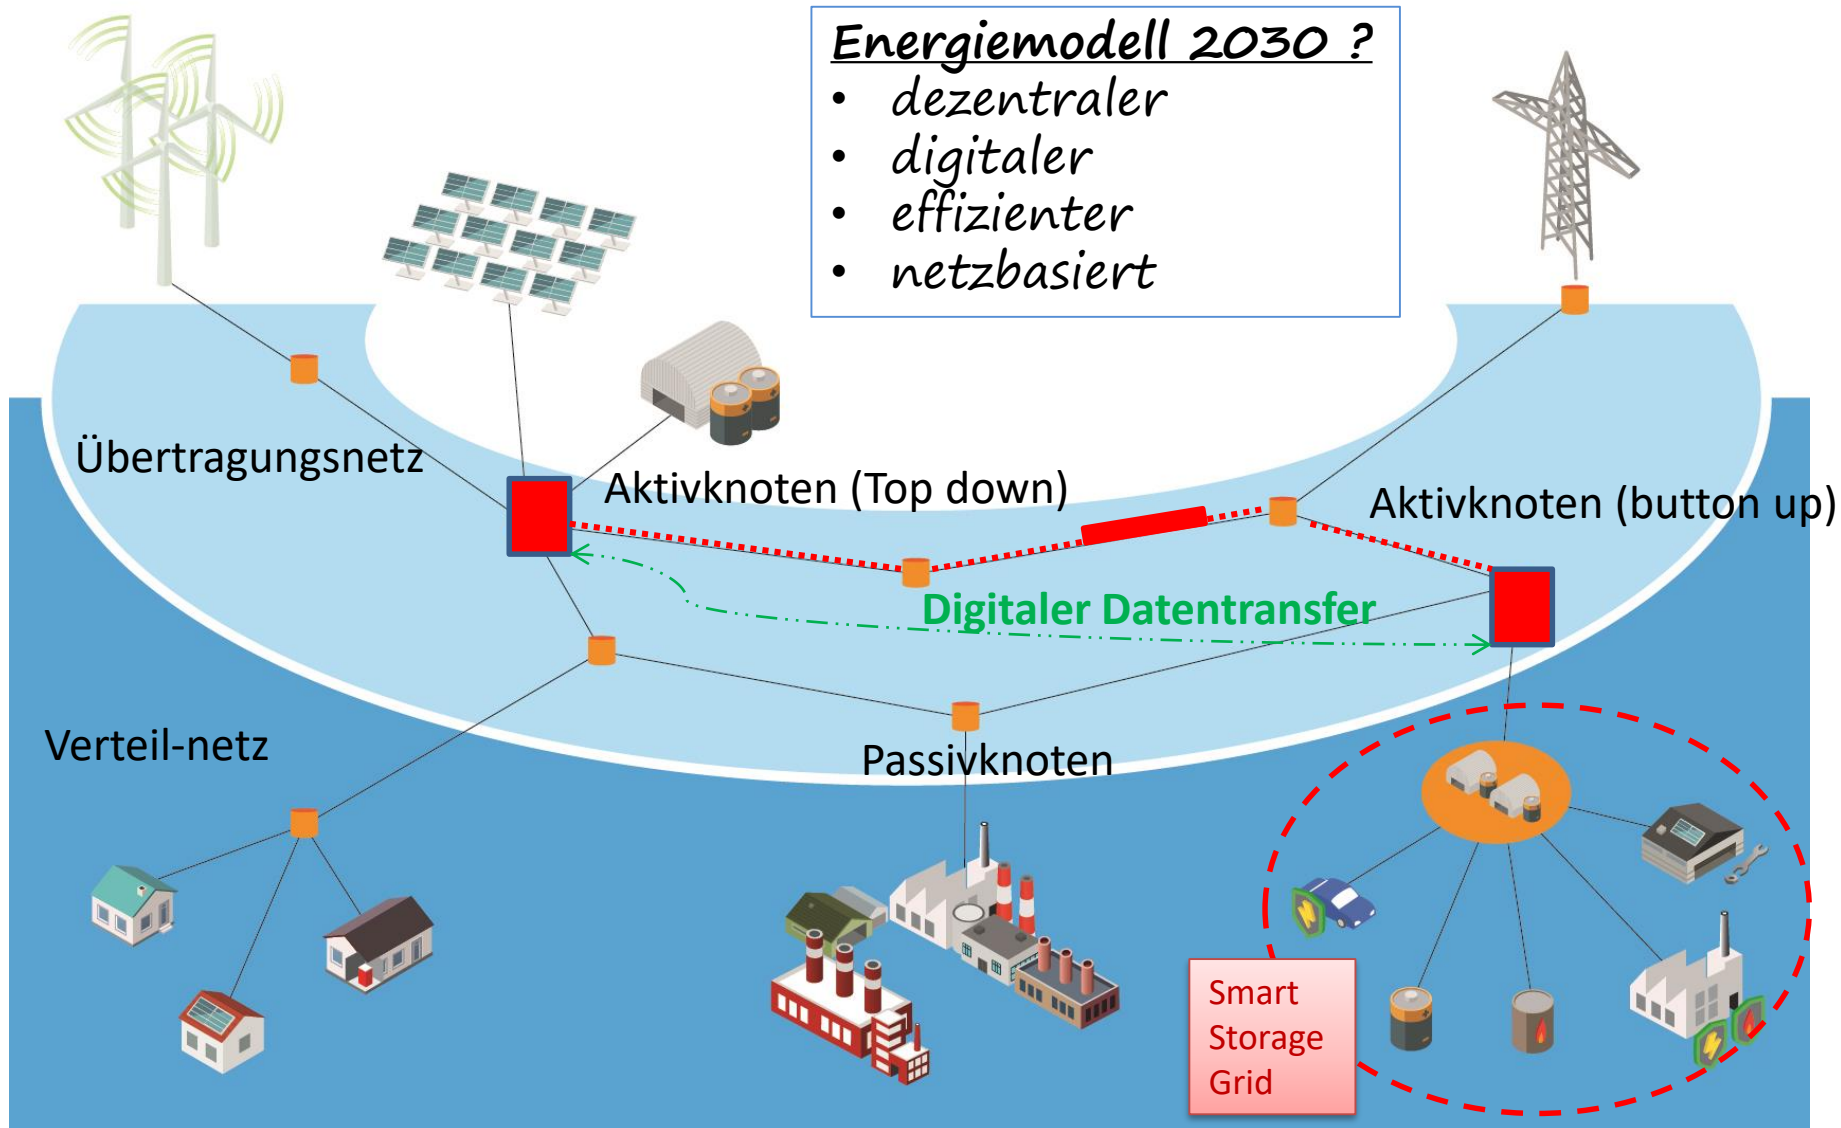 Energiemodell 2030 ?
• dezentraler
• digitaler
• effizienter
• netzbasiert
Übertragungsnetz
Aktivknoten (Top down)
Aktivknoten (button up)
Digitaler Datentransfer
Verteil-netz
Passivknoten
Smart
Storage
Grid